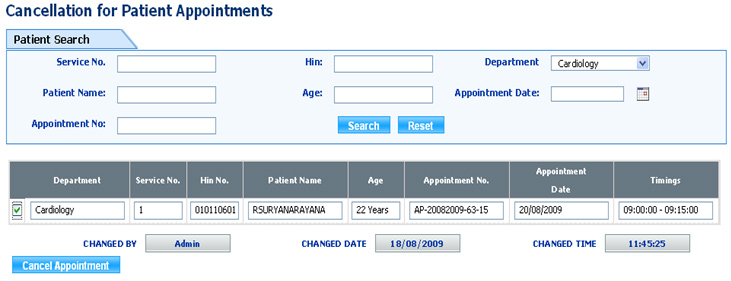 Cancellation for Patient Appointments
Patient Search
Service No. Hin: Department Cardiology
Patient Name: Age: Appointment Date:
Appointment No: Search Reset
Department Service No. Hin No. Patient Name Age Appointment No. Appointment Date Timings
Cardiology 1 010110601 RSURYANARAYANA 22 Years AP-20082009-63-15 20/08/2009 09:00:00 - 09:15:00
CHANGED BY Admin CHANGED DATE 18/08/2009 CHANGED TIME 11:45:25
Cancel Appointment